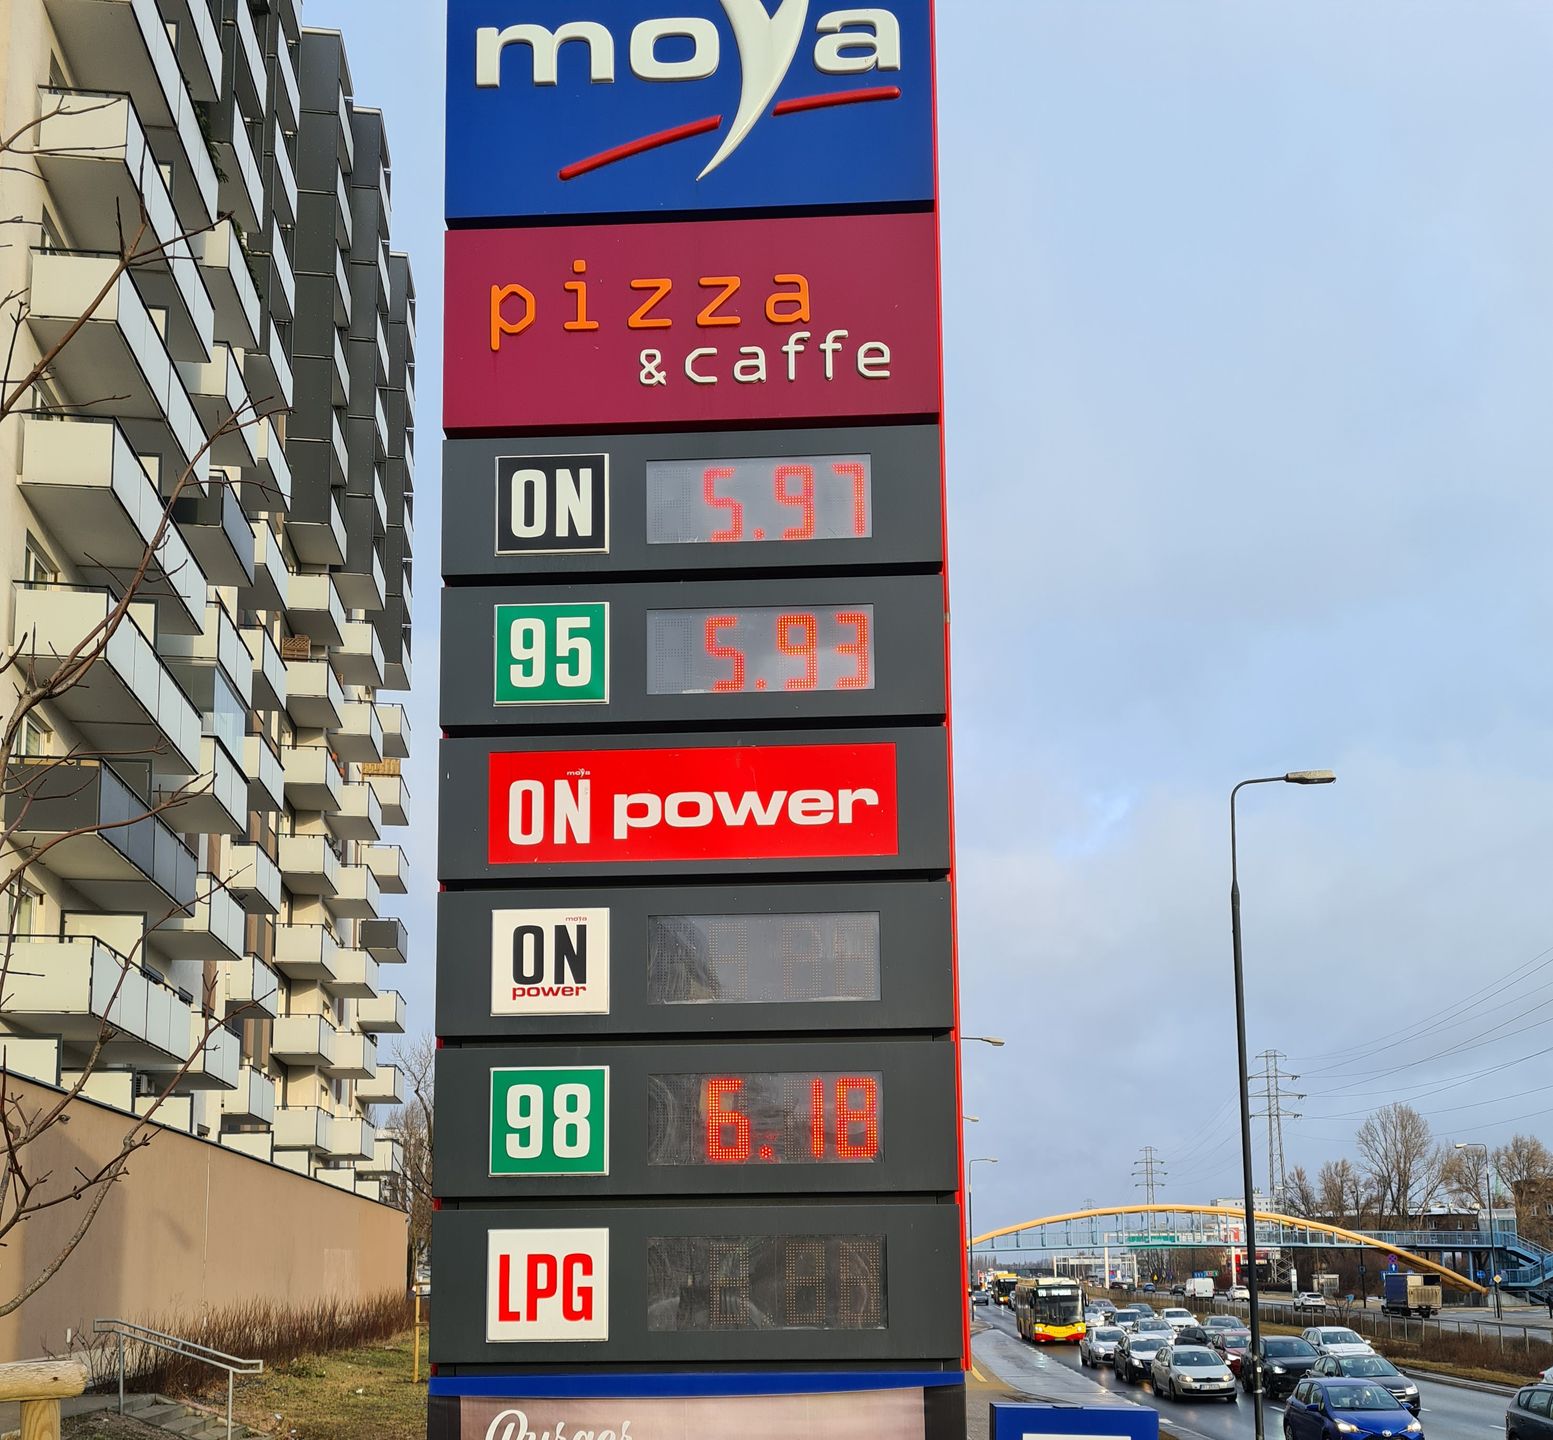 moya
pizza
&caffe
ON 5.97
95 5.93
moya
ON power
moya
ON
power
98 6.18
LPG
Burger